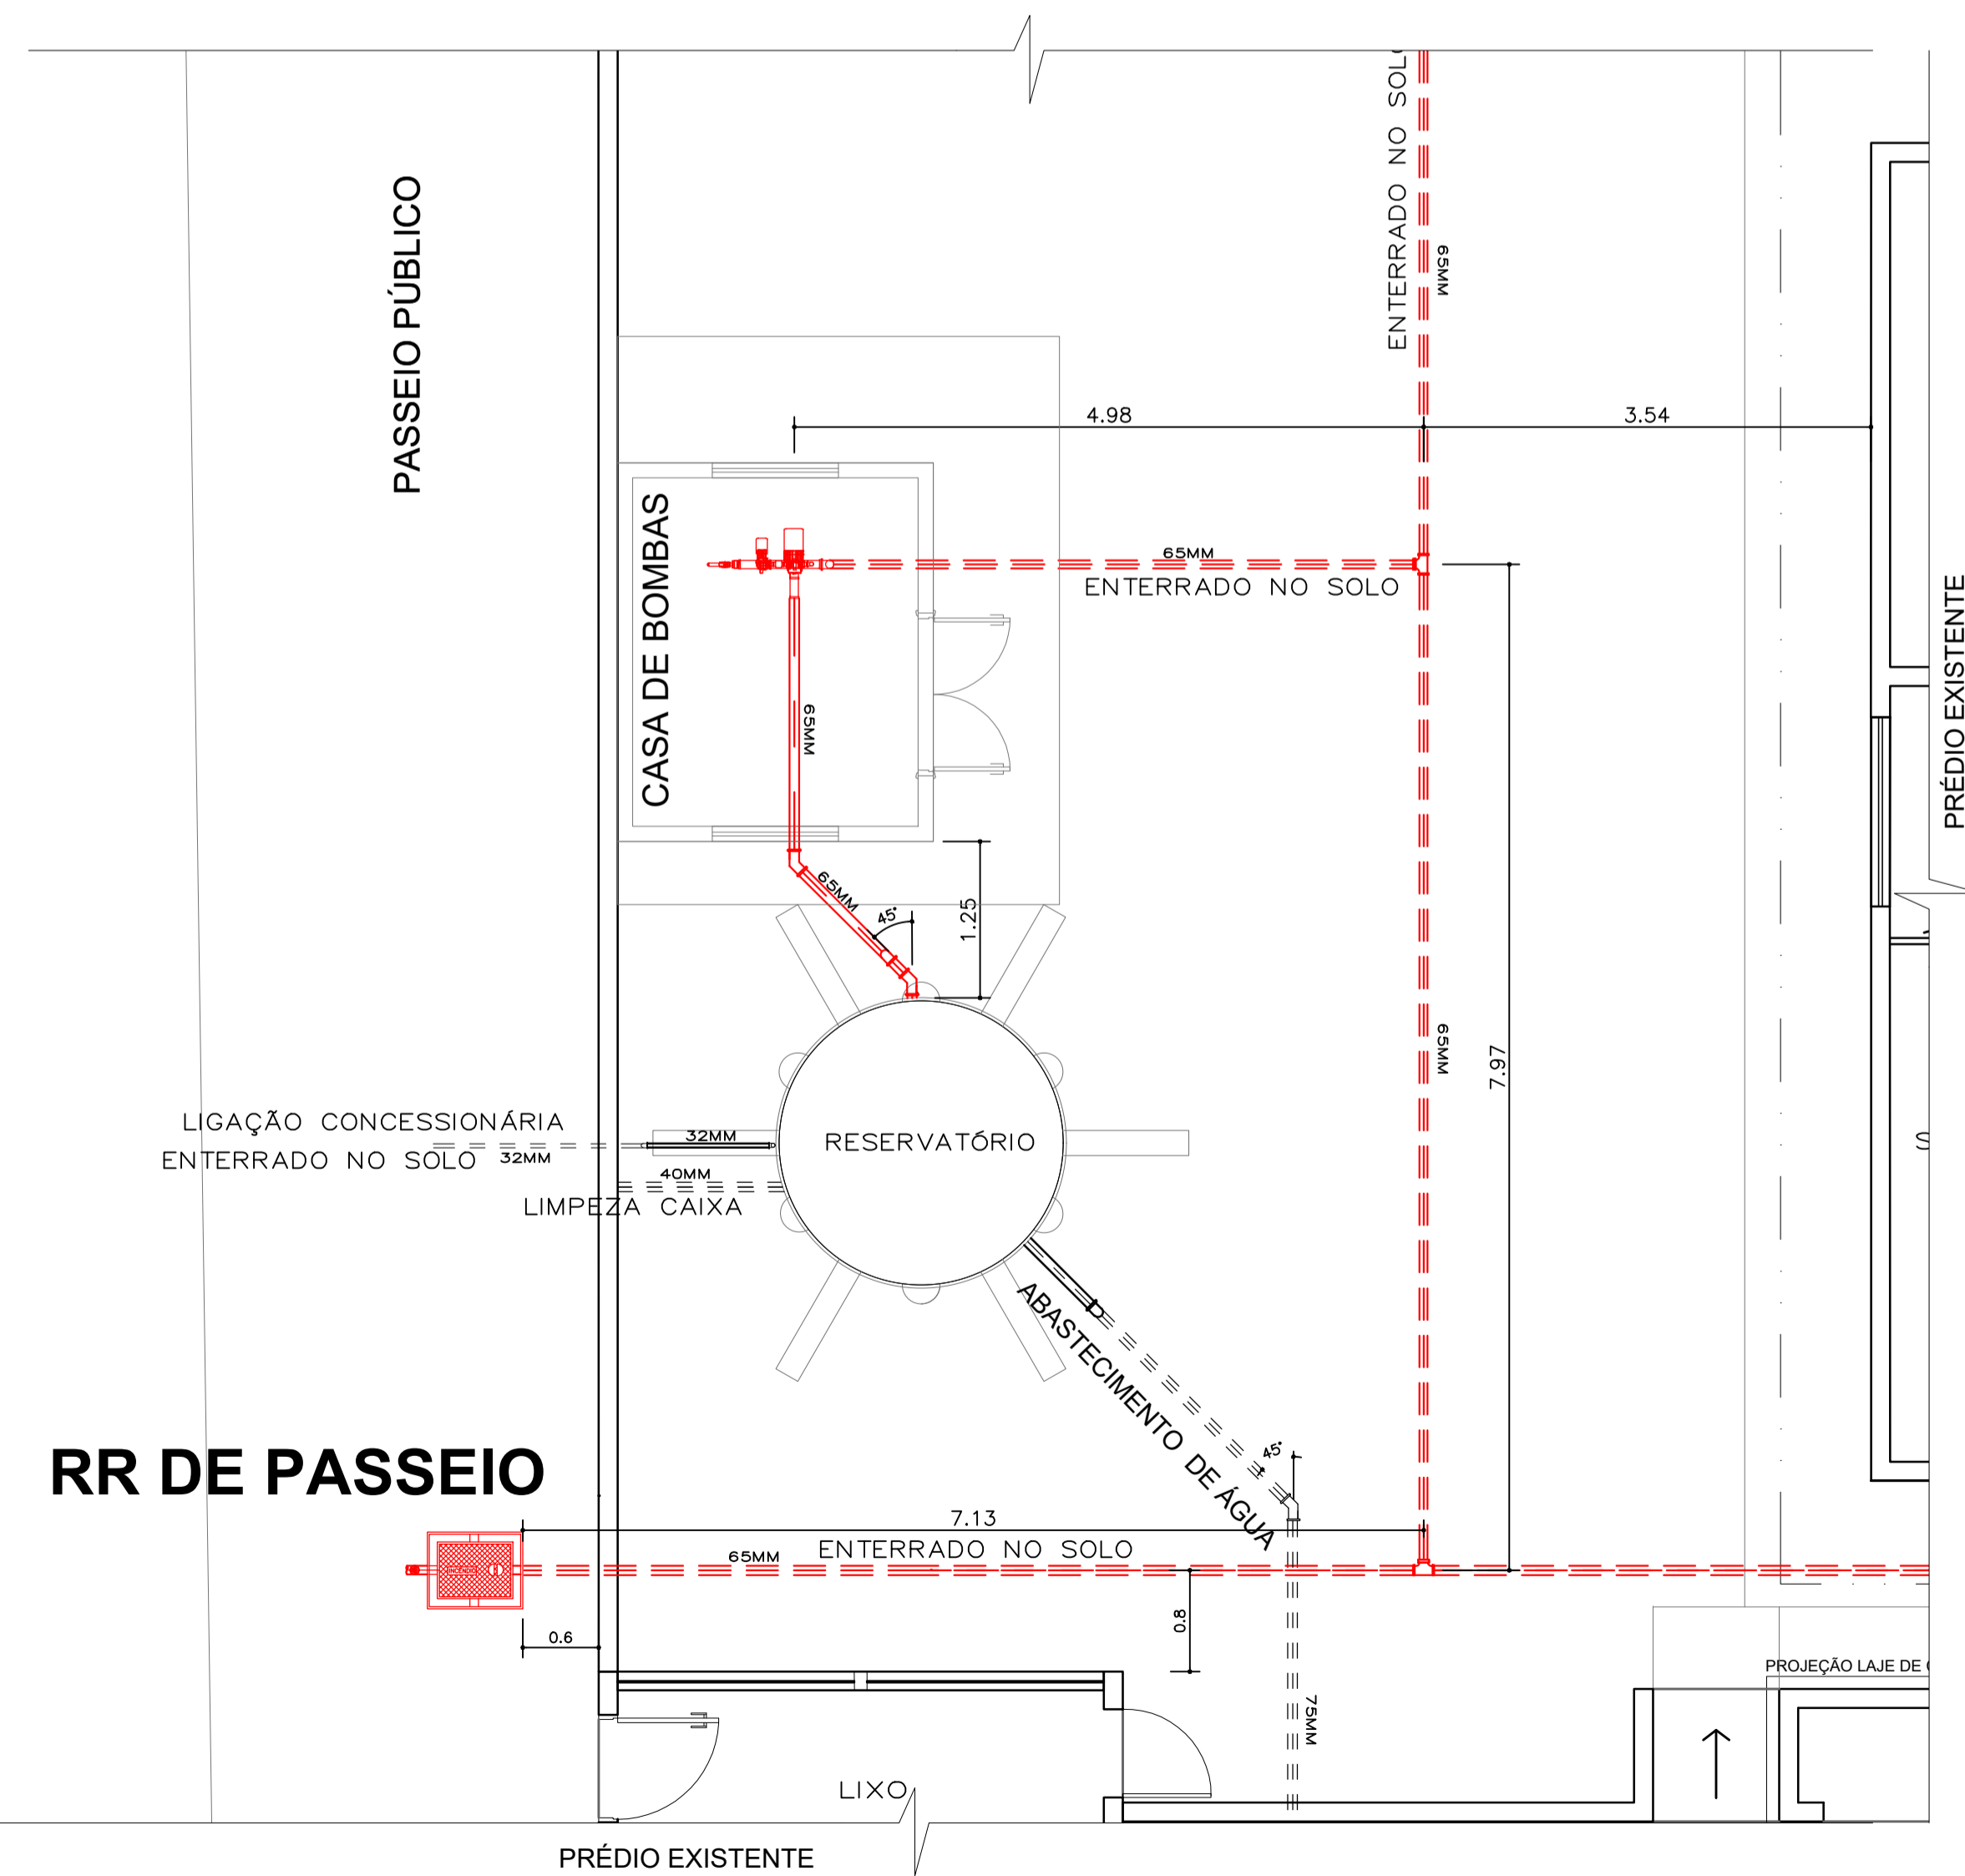 ENTERRADO NO SOLO
PASSEIO PÚBLICO
65MM
4.98
3.54
CASA DE BOMBAS
65MM
ENTERRADO NO SOLO
PRÉDIO EXISTENTE
65MM
65MM
45°
1.25
65MM
7.97
LIGAÇÃO CONCESSIONÁRIA
ENTERRADO NO SOLO
32MM
32MM
RESERVATÓRIO
40MM
LIMPEZA CAIXA
ABASTECIMENTO DE ÁGUA
45°
RR DE PASSEIO
7.13
65MM
ENTERRADO NO SOLO
INCÊNDIO
0.6
0.8
75MM
PROJEÇÃO LAJE DE
LIXO
PRÉDIO EXISTENTE